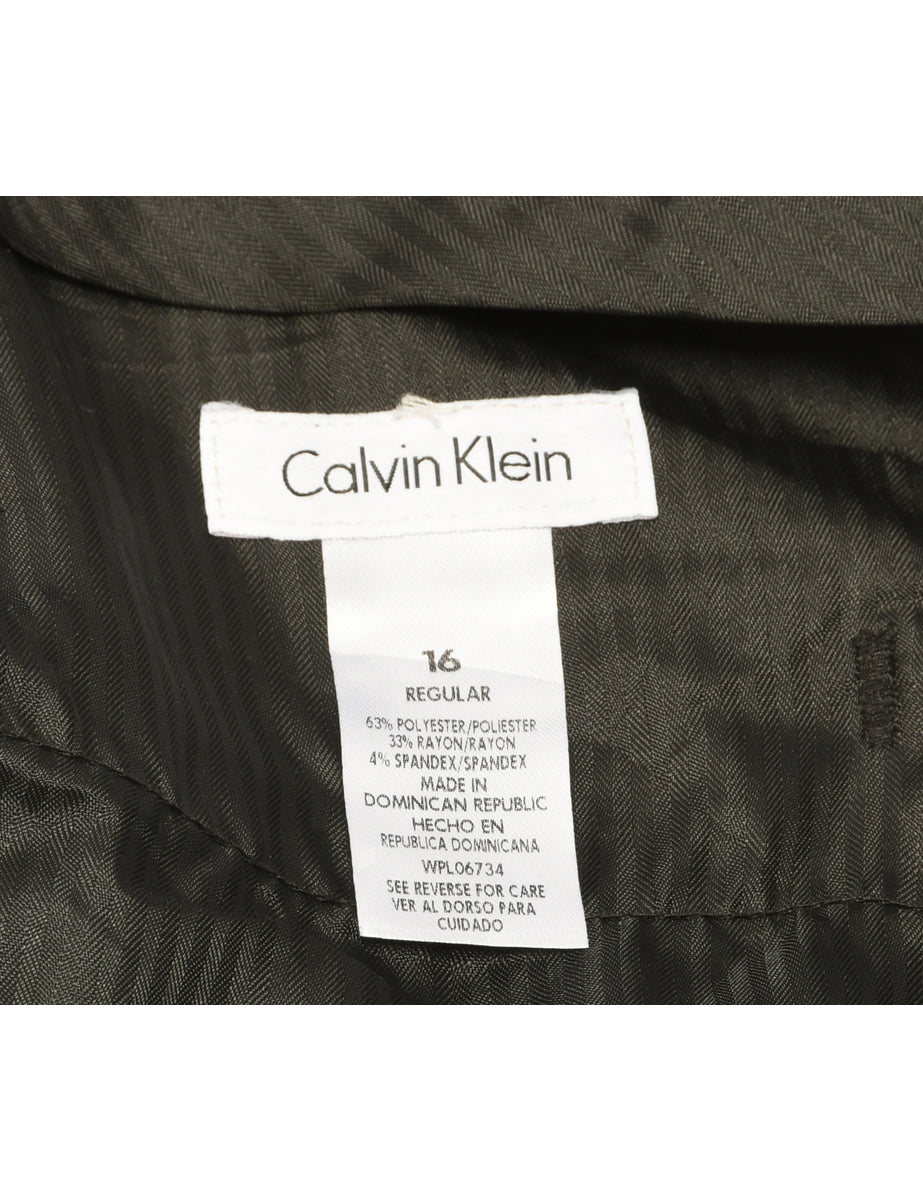 Calvin Klein
16
REGULAR
63% POLYESTER/POLIESTER
33% RAYON/RAYON
4% SPANDEX/SPANDEX
MADE IN
DOMINICAN REPUBLIC
HECHO EN
REPUBLICA DOMINICANA
WPL06734
SEE REVERSE FOR CARE
VER AL DORSO PARA
CUIDADO